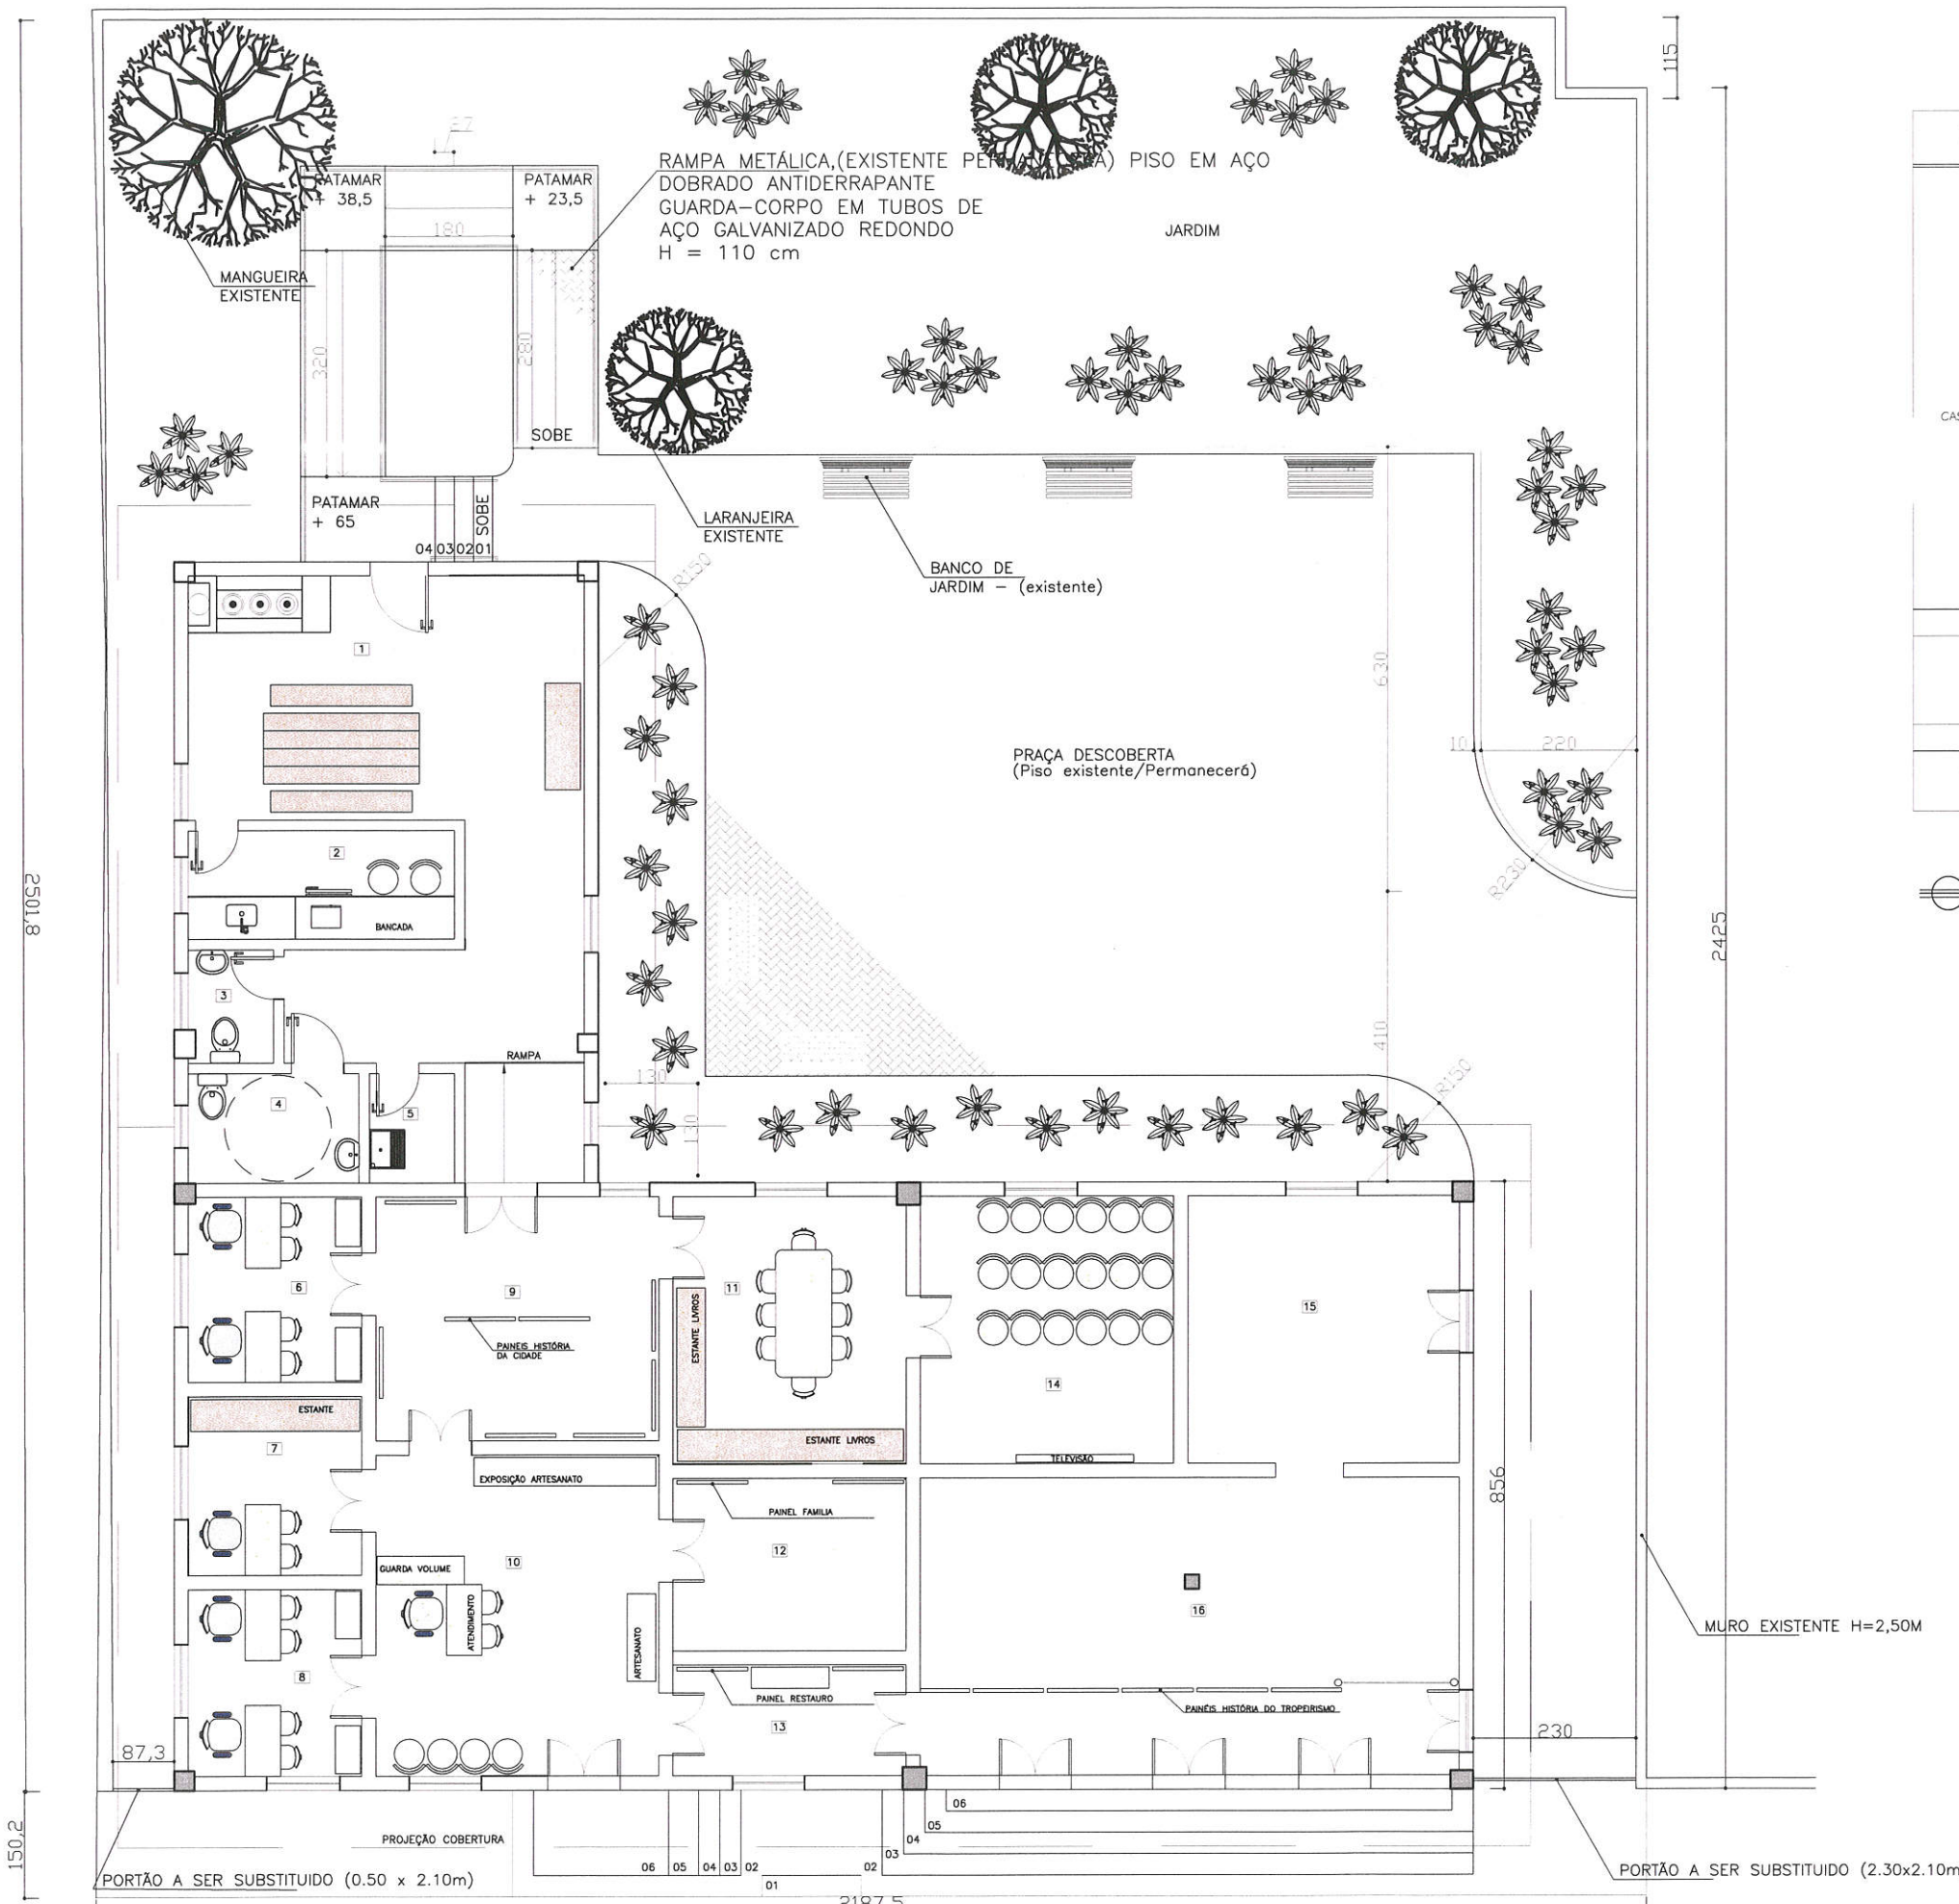 115
27
RAMPA METÁLICA,(EXISTENTE PERMANECERÁ) PISO EM AÇO
DOBRADO ANTIDERRAPANTE
GUARDA-CORPO EM TUBOS DE
AÇO GALVANIZADO REDONDO
H = 110 cm
PATAMAR
+ 38,5
PATAMAR
+ 23,5
180
JARDIM
MANGUEIRA
EXISTENTE
320
280
SOBE
PATAMAR
+ 65
SOBE
04 03 02 01
LARANJEIRA
EXISTENTE
R150
BANCO DE
JARDIM - (existente)
1
630
PRAÇA DESCOBERTA
(Piso existente/Permanecerá)
10
220
2
R230
BANCADA
2501,8
2425
3
410
RAMPA
130
R150
4
5
130
6
9
11
15
ESTANTE LIVROS
PAINEIS HISTÓRIA
DA CIDADE
14
ESTANTE
7
ESTANTE LIVROS
TELEVISÃO
EXPOSIÇÃO ARTESANATO
856
PAINEL FAMILIA
12
10
GUARDA VOLUME
ATENDIMENTO
ARTESANATO
16
MURO EXISTENTE H=2,50M
8
PAINEL RESTAURO
PAINÉIS HISTÓRIA DO TROPEIRISMO
13
230
87,3
06
05
04
03
02
150,2
PROJEÇÃO COBERTURA
06 05 04 03 02
01
PORTÃO A SER SUBSTITUIDO (0.50 x 2.10m)
PORTÃO A SER SUBSTITUIDO (2.30x2.10m
2187,5